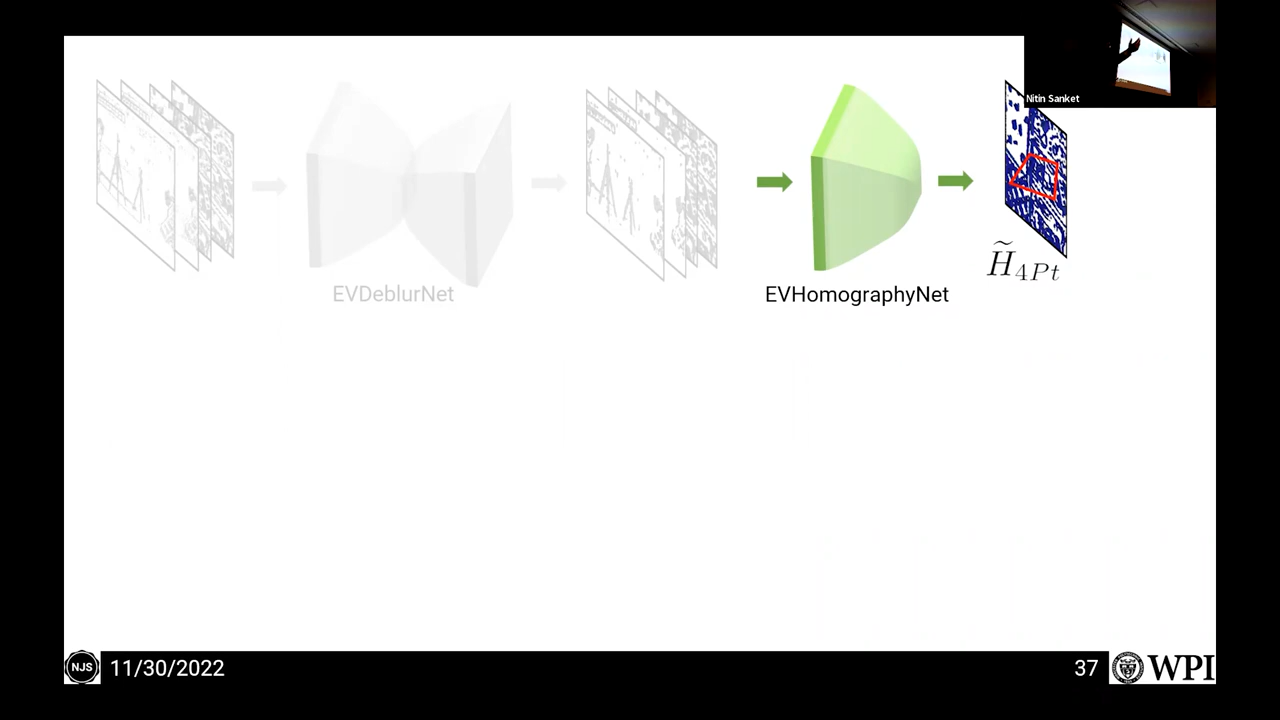 Nitin Sanket
H̃4Pt
EVDeblurNet
EVHomographyNet
NJS
11/30/2022
37
WPI